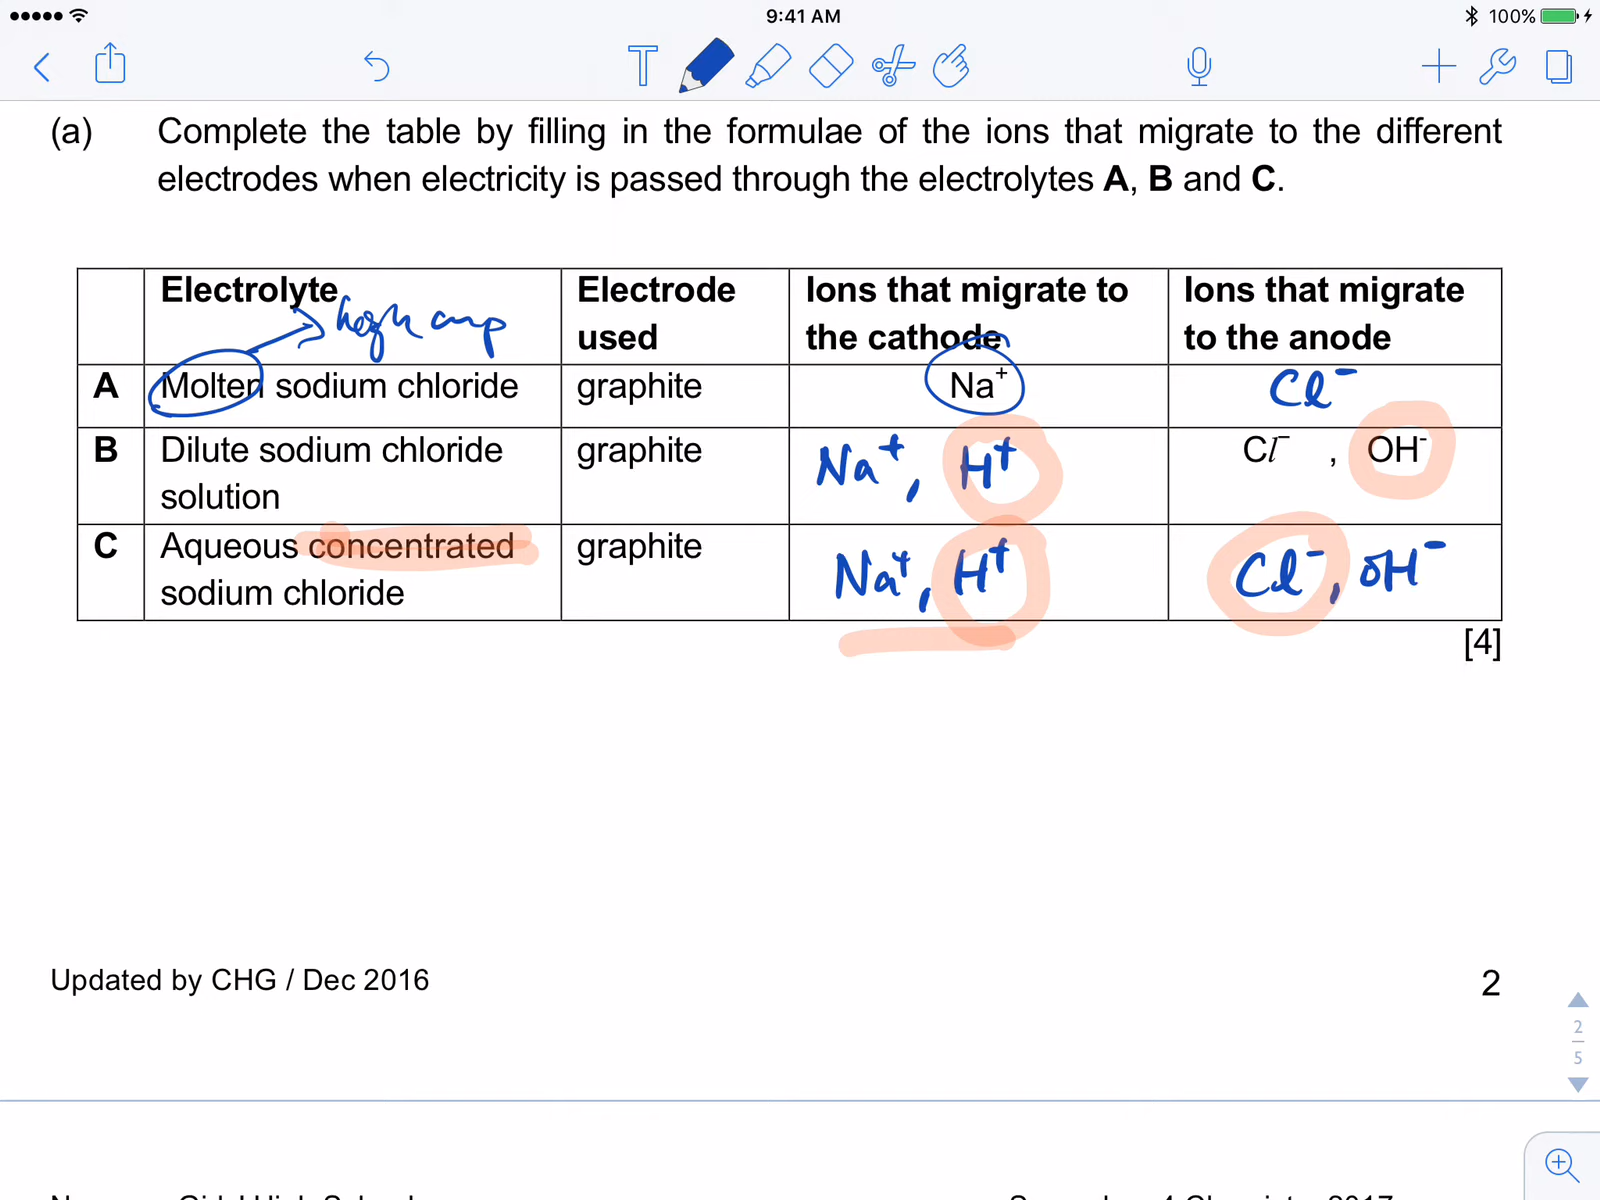 9:41 AM
100%
(a) Complete the table by filling in the formulae of the ions that migrate to the different
electrodes when electricity is passed through the electrolytes A, B and C.
Electrolyte
Electrode used
Ions that migrate to the cathode
Ions that migrate to the anode
high amp
A Molten sodium chloride graphite Na⁺ Cl⁻
B Dilute sodium chloride solution graphite Na⁺, H⁺ Cl⁻ , OH⁻
C Aqueous concentrated sodium chloride graphite Na⁺, H⁺ Cl⁻, OH⁻
[4]
Updated by CHG / Dec 2016
2
2
5